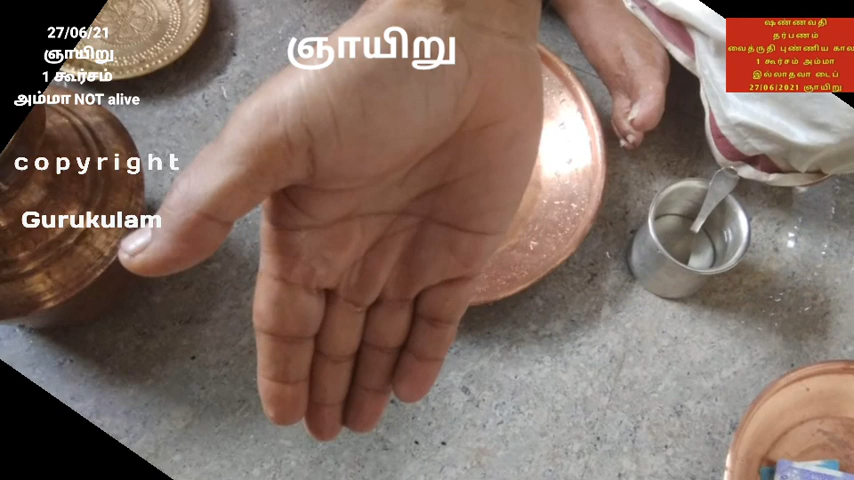 27/06/21
ஞாயிறு
1 கூர்சம்
அம்மா NOT alive
copyright
Gurukulam
ஞாயிறு
ஷண்ணவதி
தர்பணம்
வைத்ருதி புண்ணிய கால
1 கூர்சம் அம்மா
இல்லாதவா டைப்
27/06/2021 ஞாயிறு